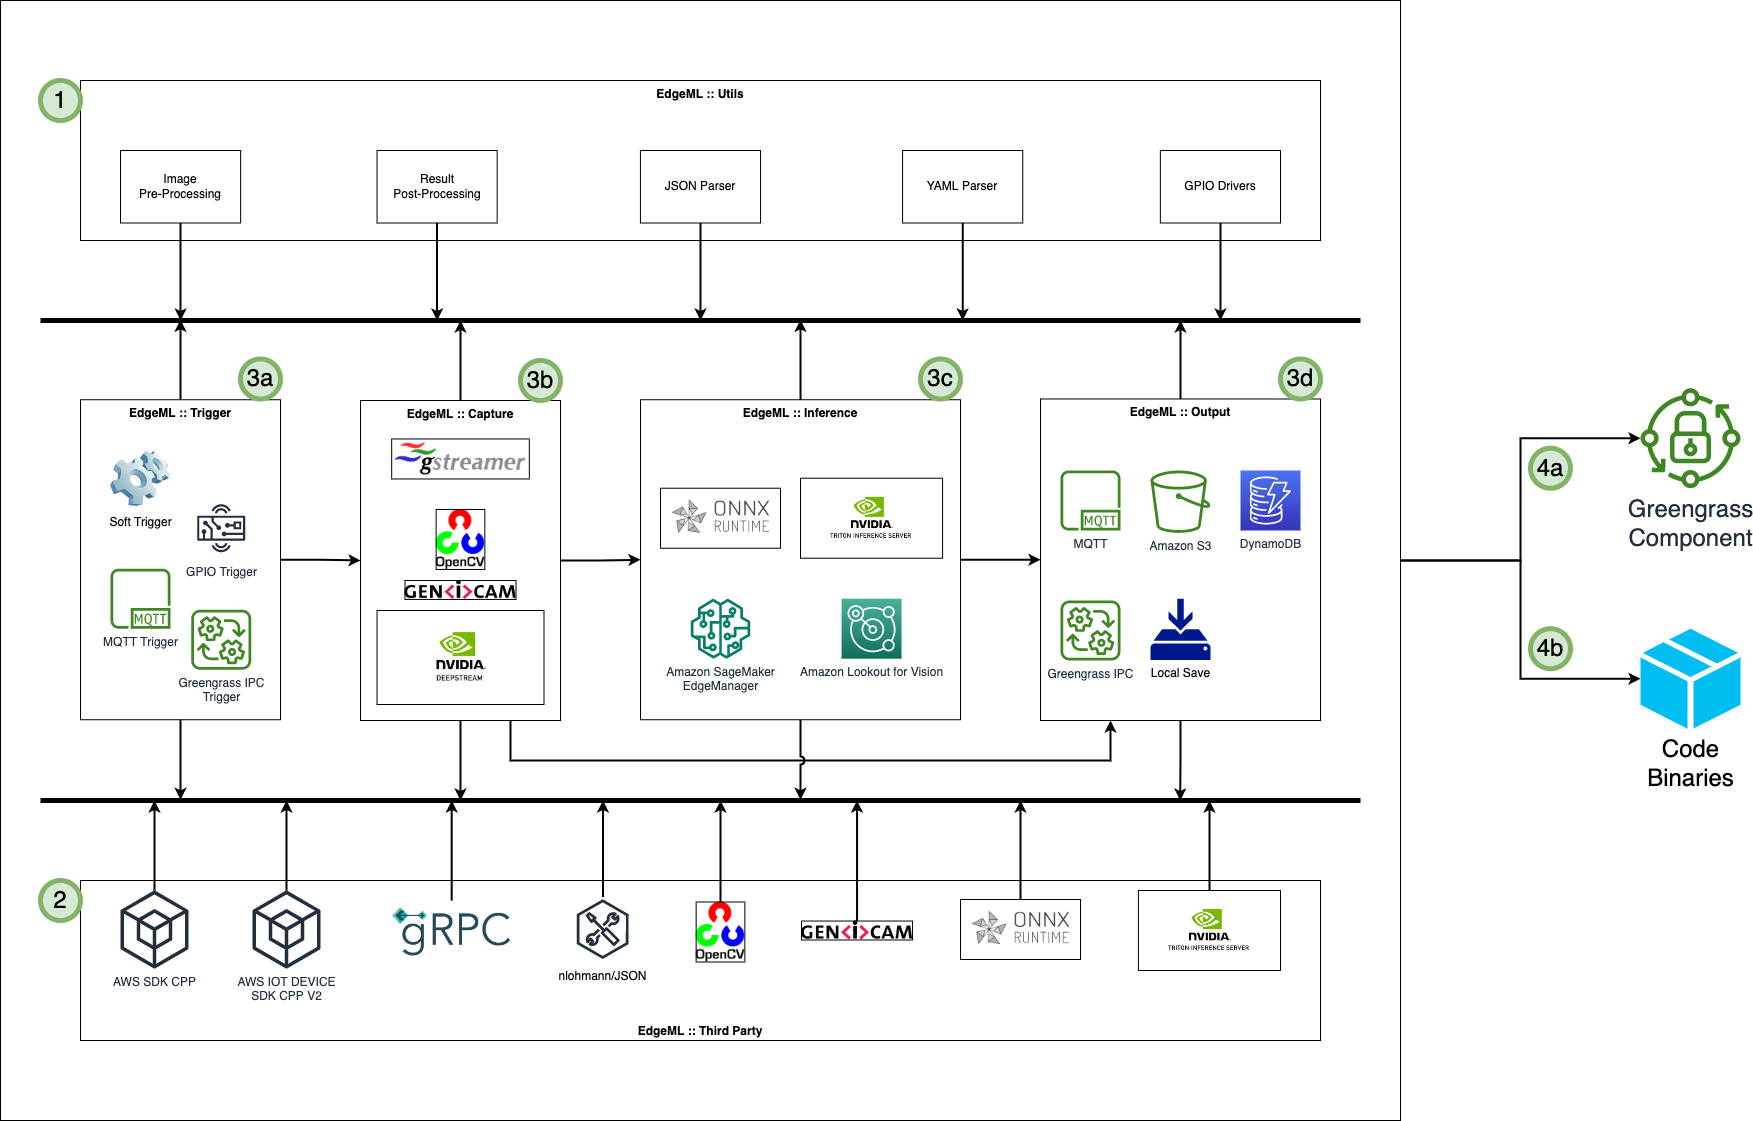 1
EdgeML :: Utils
Image
Pre-Processing
Result
Post-Processing
JSON Parser
YAML Parser
GPIO Drivers
3a
EdgeML :: Trigger
Soft Trigger
GPIO Trigger
MQTT
MQTT Trigger
Greengrass IPC
Trigger
3b
EdgeML :: Capture
gstreamer
OpenCV
GEN<i>CAM
NVIDIA.
DEEPSTREAM
3c
EdgeML :: Inference
ONNX
RUNTIME
NVIDIA.
TRITON INFERENCE SERVER
Amazon SageMaker
EdgeManager
Amazon Lookout for Vision
3d
EdgeML :: Output
MQTT
MQTT
Amazon S3
DynamoDB
Greengrass IPC
Local Save
4a
Greengrass
Component
4b
Code
Binaries
2
AWS SDK CPP
AWS IOT DEVICE
SDK CPP V2
gRPC
nlohmann/JSON
OpenCV
GEN<i>CAM
ONNX
RUNTIME
NVIDIA.
TRITON INFERENCE SERVER
EdgeML :: Third Party